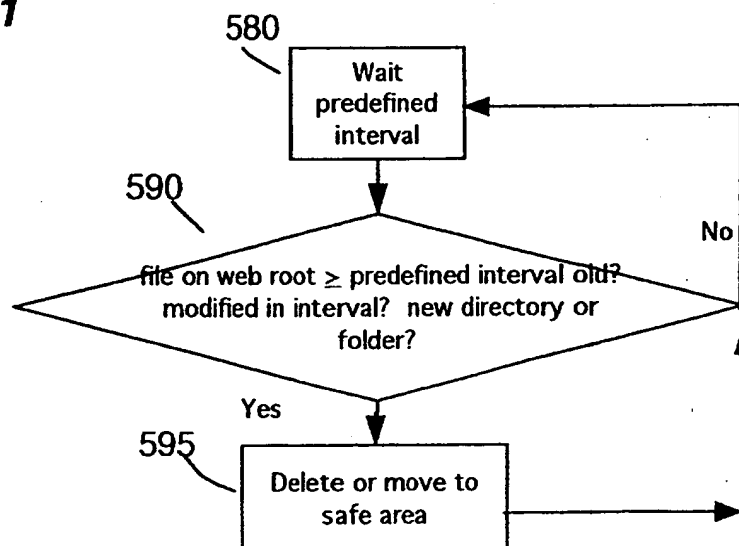 1
580
Wait
predefined
interval
590
No
file on web root ≥ predefined interval old?
modified in interval? new directory or
folder?
Yes
595
Delete or move to
safe area